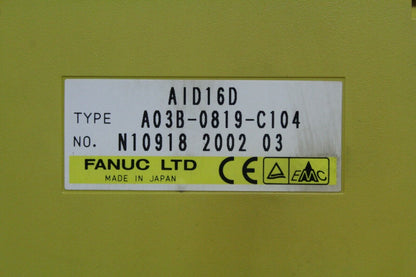 AID16D
TYPE A03B-0819-C104
NO. N10918 2002 03
FANUC LTD CE EMC
MADE IN JAPAN